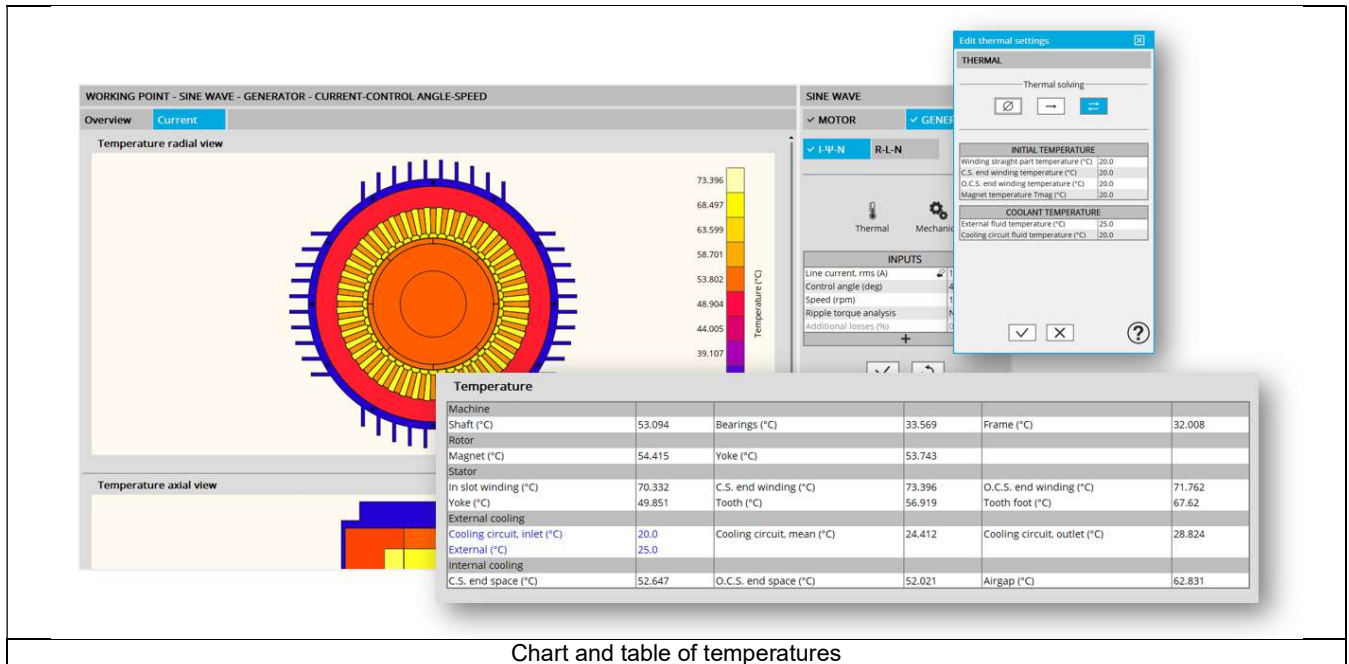 WORKING POINT - SINE WAVE - GENERATOR - CURRENT-CONTROL ANGLE-SPEED
Overview Current
Temperature radial view
73.396
68.497
63.599
58.701
53.802
48.904
44.005
39.107
Temperature (°C)
Temperature axial view
SINE WAVE
MOTOR
I-Ψ-N R-L-N
Thermal
INPUTS
Line current, rms (A)
Control angle (deg)
Speed (rpm)
Ripple torque analysis
Additional losses (%)
Edit thermal settings
THERMAL
Thermal solving
INITIAL TEMPERATURE
Winding straight part temperature (°C) 20.0
C.S. end winding temperature (°C) 20.0
O.C.S. end winding temperature (°C) 20.0
Magnet temperature Tmag (°C) 20.0
COOLANT TEMPERATURE
External fluid temperature (°C) 25.0
Cooling circuit fluid temperature (°C) 20.0
Temperature
Machine
Shaft (°C) 53.094 Bearings (°C) 33.569 Frame (°C) 32.008
Rotor
Magnet (°C) 54.415 Yoke (°C) 53.743
Stator
In slot winding (°C) 70.332 C.S. end winding (°C) 73.396 O.C.S. end winding (°C) 71.762
Yoke (°C) 49.851 Tooth (°C) 56.919 Tooth foot (°C) 67.62
External cooling
Cooling circuit, inlet (°C) 20.0 Cooling circuit, mean (°C) 24.412 Cooling circuit, outlet (°C) 28.824
External (°C) 25.0
Internal cooling
C.S. end space (°C) 52.647 O.C.S. end space (°C) 52.021 Airgap (°C) 62.831
Chart and table of temperatures